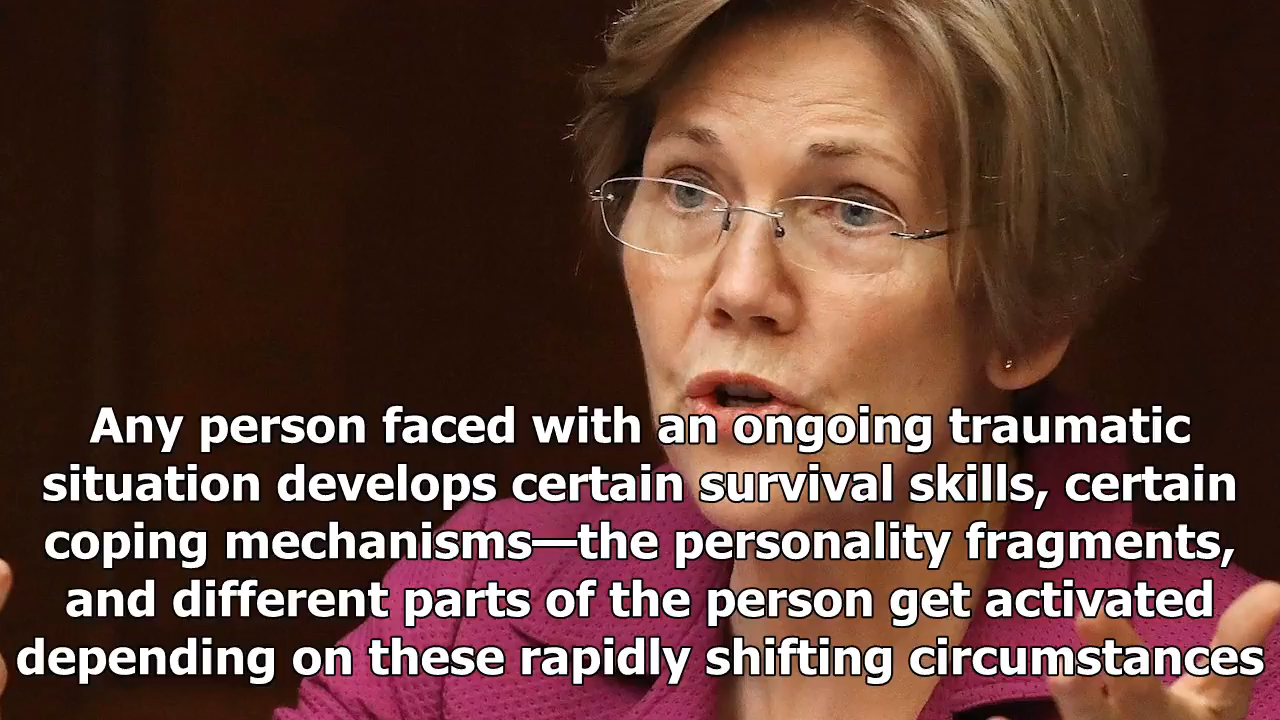 Any person faced with an ongoing traumatic
situation develops certain survival skills, certain
coping mechanisms—the personality fragments,
and different parts of the person get activated
depending on these rapidly shifting circumstances